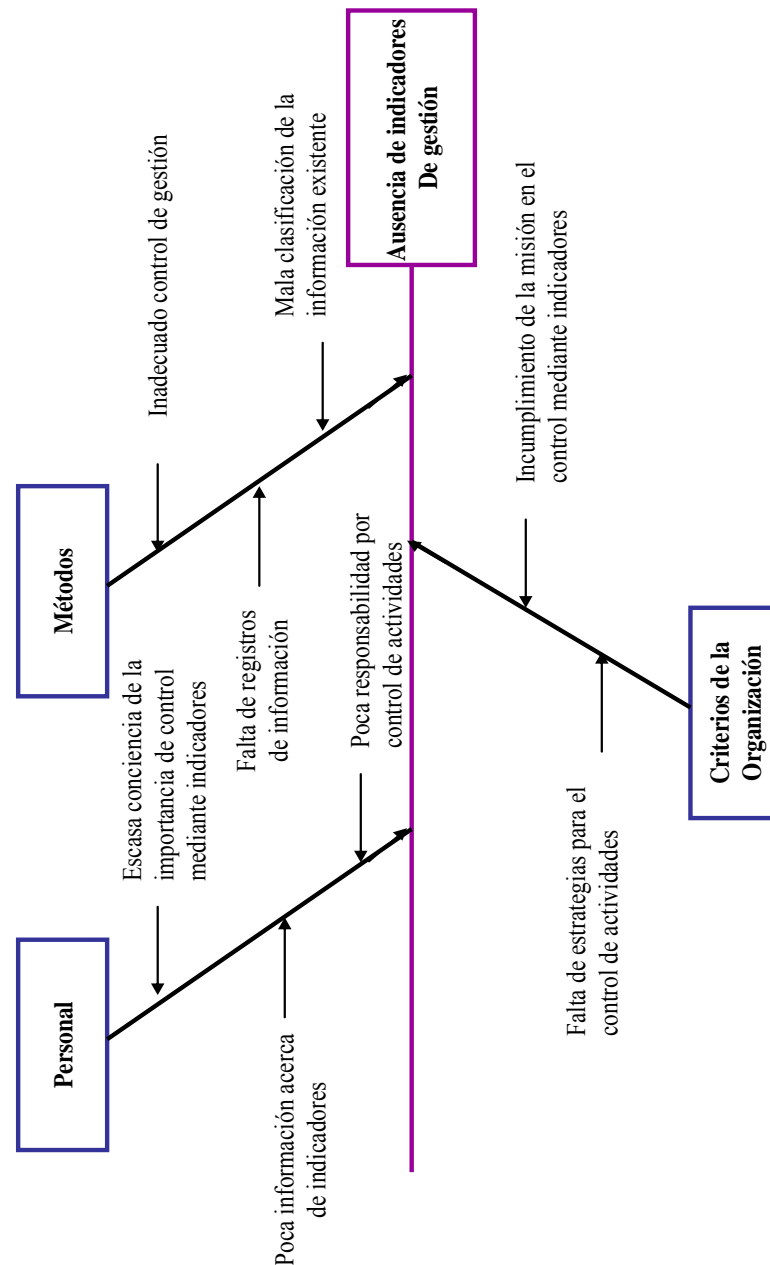 Personal
Métodos
Escasa conciencia de la
importancia de control
mediante indicadores
Inadecuado control de gestión
Poca información acerca
de indicadores
Falta de registros
de información
Mala clasificación de la
información existente
Poca responsabilidad por
control de actividades
Ausencia de indicadores
De gestión
Falta de estrategias para el
control de actividades
Incumplimiento de la misión en el
control mediante indicadores
Criterios de la
Organización